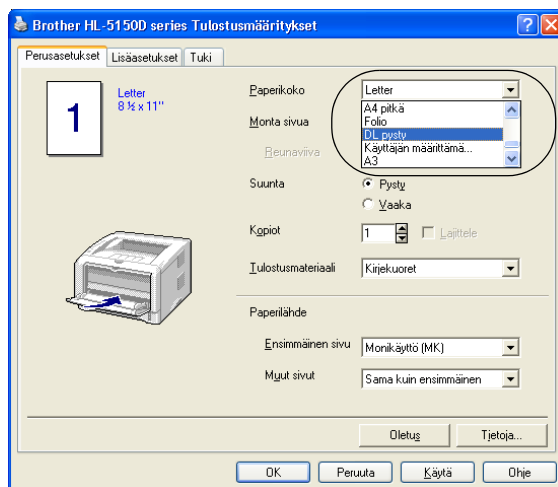 Brother HL-5150D series Tulostusmääritykset
Perusasetukset Lisäasetukset Tuki
1
Letter
8 ½ x 11"
Paperikoko Letter
A4 pitkä
Folio
DL pysty
Käyttäjän määrittämä...
A3
Monta sivua
Reunaviiva
Suunta Pysty
Vaaka
Kopiot 1 Lajittele
Tulostusmateriaali Kirjekuoret
Paperilähde
Ensimmäinen sivu Monikäyttö (MK)
Muut sivut Sama kuin ensimmäinen
Oletus Tietoja...
OK Peruuta Käytä Ohje